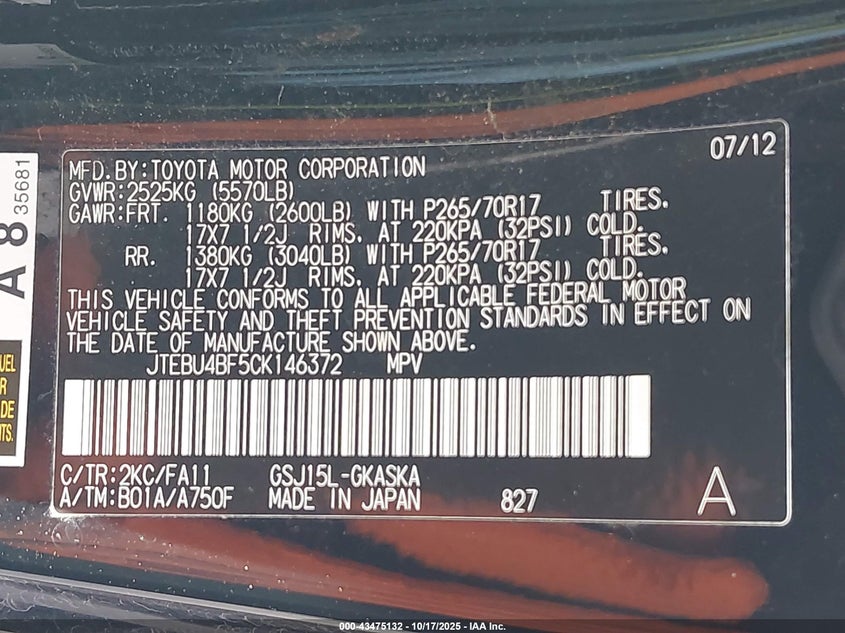 07/12
MFD.BY:TOYOTA MOTOR CORPORATION
GVWR:2525KG (5570LB)
GAWR:FRT. 1180KG (2600LB) WITH P265/70R17 TIRES.
17X7 1/2J RIMS. AT 220KPA (32PSI) COLD.
RR. 1380KG (3040LB) WITH P265/70R17 TIRES.
17X7 1/2J RIMS. AT 220KPA (32PSI) COLD.
THIS VEHICLE CONFORMS TO ALL APPLICABLE FEDERAL MOTOR
VEHICLE SAFETY AND THEFT PREVENTION STANDARDS IN EFFECT ON
THE DATE OF MANUFACTURE SHOWN ABOVE.
JTEBU4BF5CK146372 MPV
C/TR:2KC/FA11 GSJ15L-GKASKA
A/TM:B01A/A750F MADE IN JAPAN 827 A
A 8
35681
UEL
R
DE
TS.
000-43475132 - 10/17/2025 - IAA Inc.